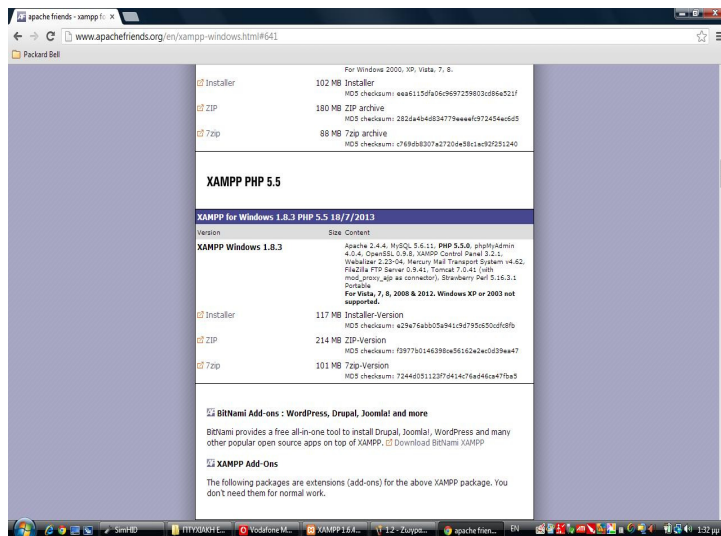 apache friends - xampp fo
www.apachefriends.org/en/xampp-windows.html#641
Packard Bell
For Windows 2000, XP, Vista, 7, 8.
Installer 102 MB Installer
MD5 checksum: eea6115dfa06c9697259803cd86e521f
ZIP 180 MB ZIP archive
MD5 checksum: 282da4b4d834779eeeefc972454ec6d5
7zip 88 MB 7zip archive
MD5 checksum: c769db8307a2720de58c1ac92f251240
XAMPP PHP 5.5
XAMPP for Windows 1.8.3 PHP 5.5 18/7/2013
Version Size Content
XAMPP Windows 1.8.3 Apache 2.4.4, MySQL 5.6.11, PHP 5.5.0, phpMyAdmin
4.0.4, OpenSSL 0.9.8, XAMPP Control Panel 3.2.1,
Webalizer 2.23-04, Mercury Mail Transport System v4.62,
FileZilla FTP Server 0.9.41, Tomcat 7.0.41 (with
mod_proxy_ajp as connector), Strawberry Perl 5.16.3.1
Portable
For Vista, 7, 8, 2008 & 2012. Windows XP or 2003 not
supported.
Installer 117 MB Installer-Version
MD5 checksum: e29e76abb05a941c9d795c650cdfc8fb
ZIP 214 MB ZIP-Version
MD5 checksum: f3977b0146398ce56162e2ec0d39ea47
7zip 101 MB 7zip-Version
MD5 checksum: 7244d051123f7d414c76ad46ca47fba5
BitNami Add-ons : WordPress, Drupal, Joomla! and more
BitNami provides a free all-in-one tool to install Drupal, Joomla!, WordPress and many
other popular open source apps on top of XAMPP. Download BitNami XAMPP
XAMPP Add-Ons
The following packages are extensions (add-ons) for the above XAMPP package. You
don't need them for normal work.
SimHID ΠΤΥΧΙΑΚΗ Ε... Vodafone M... XAMPP 1.6.4... 1.2 - Ζωγρα... apache frien... EN 1:32 μμ